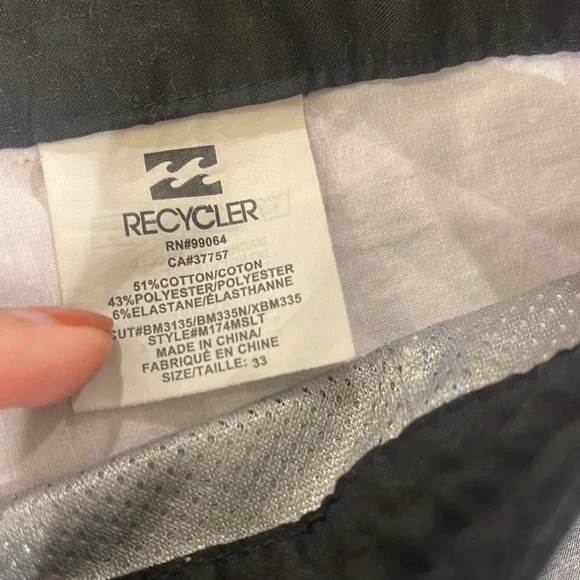 RECYCLER
RN#99064
CA#37757
51%COTTON/COTON
43%POLYESTER/POLYESTER
6%ELASTANE/ÉLASTHANNE
CUT#BM3135/BM335N/XBM335
STYLE#M174MSLT
MADE IN CHINA/
FABRIQUÉ EN CHINE
SIZE/TAILLE: 33